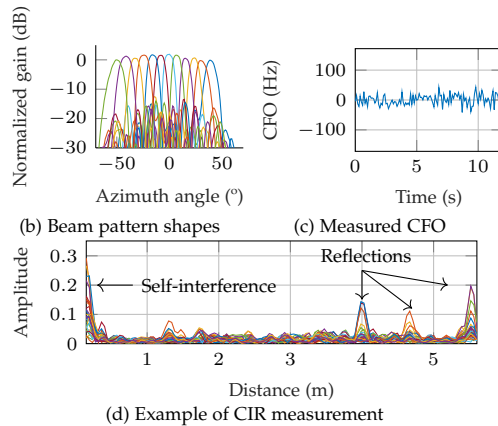 Normalized gain (dB)
0
−10
−20
−30
−50
0
50
Azimuth angle (º)
(b) Beam pattern shapes
CFO (Hz)
100
0
−100
0
5
10
Time (s)
(c) Measured CFO
Amplitude
0.3
0.2
0.1
0
Reflections
Self-interference
1
2
3
4
5
Distance (m)
(d) Example of CIR measurement